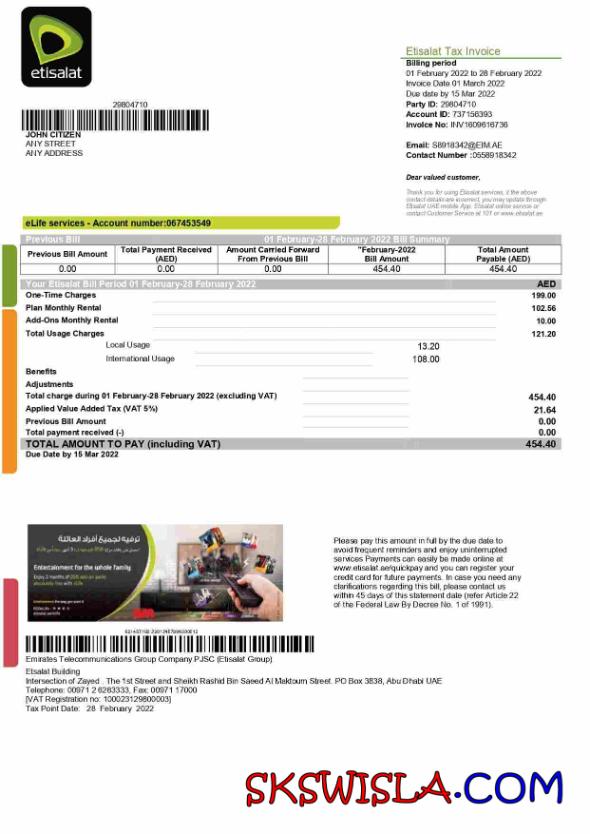 etisalat
Etisalat Tax Invoice
Billing period
01 February 2022 to 28 February 2022
Invoice Date 01 March 2022
Due date by 15 Mar 2022
Party ID: 29804710
Account ID: 737156393
Invoice No: INV1609616736
Email: S8918342@EIM.AE
Contact Number :0558918342
29804710
JOHN CITIZEN
ANY STREET
ANY ADDRESS
Dear valued customer,
Thank you for using Etisalat services, if the above
contact details are incorrect, you may update through
Etisalat UAE mobile App. Etisalat online service or
contact Customer Service at 101 or www.etisalat.ae
eLife services - Account number:067453549
Previous Bill 01 February-28 February 2022 Bill Summary
Previous Bill Amount Total Payment Received (AED) Amount Carried Forward From Previous Bill "February-2022 Bill Amount Total Amount Payable (AED)
0.00 0.00 0.00 454.40 454.40
Your Etisalat Bill Period 01 February-28 February 2022 AED
One-Time Charges 199.00
Plan Monthly Rental 102.56
Add-Ons Monthly Rental 10.00
Total Usage Charges 121.20
Local Usage 13.20
International Usage 108.00
Benefits
Adjustments
Total charge during 01 February-28 February 2022 (excluding VAT) 454.40
Applied Value Added Tax (VAT 5%) 21.64
Previous Bill Amount 0.00
Total payment received (-) 0.00
TOTAL AMOUNT TO PAY (including VAT) 454.40
Due Date by 15 Mar 2022
ترفيه لجميع أفراد العائلة
Entertainment for the whole family
Please pay this amount in full by the due date to
avoid frequent reminders and enjoy uninterrupted
services Payments can easily be made online at
www.etisalat.ae/quickpay and you can register your
credit card for future payments. In case you need any
clarifications regarding this bill, please contact us
within 45 days of this statement date (refer Article 22
of the Federal Law By Decree No. 1 of 1991).
Emirates Telecommunications Group Company PJSC (Etisalat Group)
Etisalat Building
Intersection of Zayed . The 1st Street and Sheikh Rashid Bin Saeed Al Maktoum Street. PO Box 3838, Abu Dhabi UAE
Telephone: 00971 2 6283333, Fax: 00971 17000
[VAT Registration no: 100023129800003]
Tax Point Date: 28 February 2022
SKSWISLA.COM